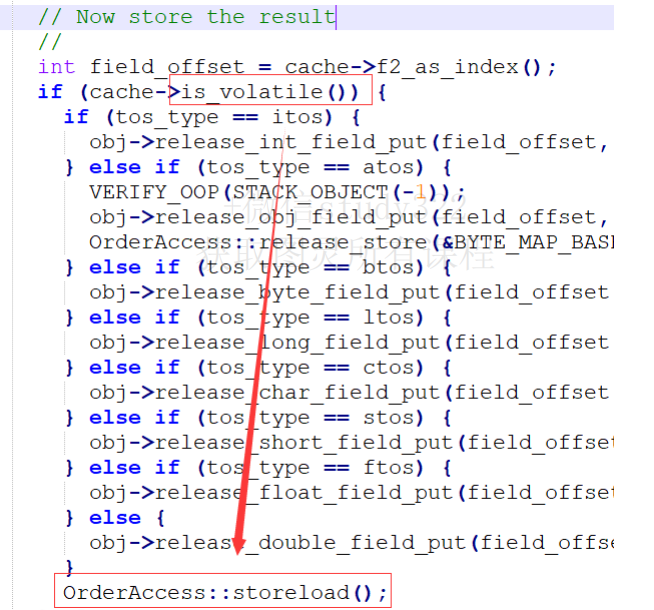 // Now store the result
//
int field_offset = cache->f2_as_index();
if (cache->is_volatile()) {
if (tos_type == itos) {
obj->release_int_field_put(field_offset,
} else if (tos_type == atos) {
VERIFY_OOP(STACK_OBJECT(-1));
obj->release_obj_field_put(field_offset,
OrderAccess::release_store(&BYTE_MAP_BASE
} else if (tos_type == btos) {
obj->release_byte_field_put(field_offset
} else if (tos_type == ltos) {
obj->release_long_field_put(field_offset
} else if (tos_type == ctos) {
obj->release_char_field_put(field_offset
} else if (tos_type == stos) {
obj->release_short_field_put(field_offset
} else if (tos_type == ftos) {
obj->release_float_field_put(field_offset
} else {
obj->release_double_field_put(field_offse
}
OrderAccess::storeload();